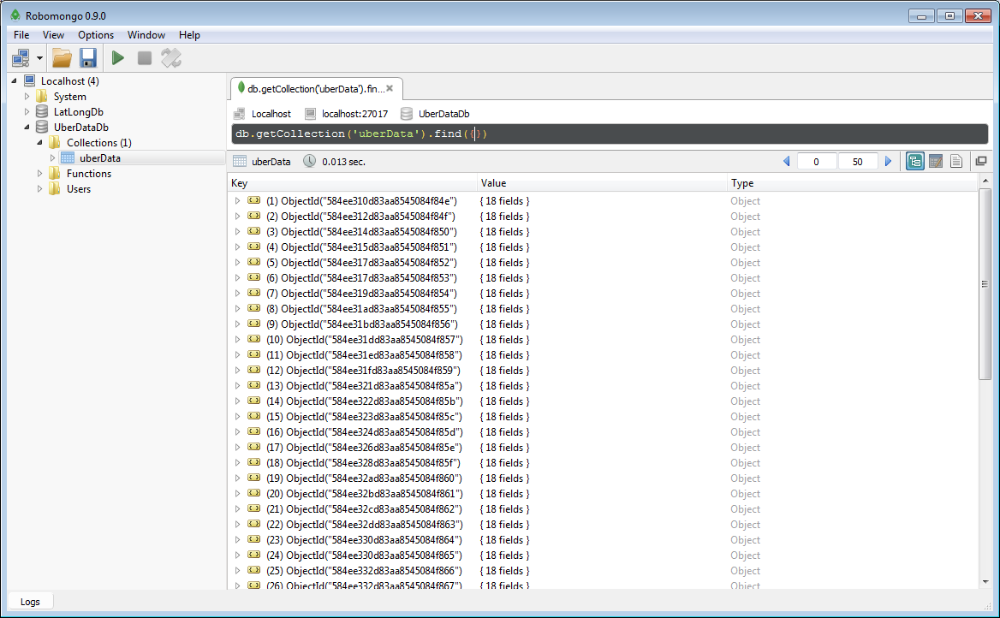 Robomongo 0.9.0
File View Options Window Help
Localhost (4)
System
LatLongDb
UberDataDb
Collections (1)
uberData
Functions
Users
db.getCollection('uberData').fin...
Localhost localhost:27017 UberDataDb
db.getCollection('uberData').find({})
uberData 0.013 sec. 0 50
Key Value Type
(1) ObjectId("584ee310d83aa8545084f84e") { 18 fields } Object
(2) ObjectId("584ee312d83aa8545084f84f") { 18 fields } Object
(3) ObjectId("584ee314d83aa8545084f850") { 18 fields } Object
(4) ObjectId("584ee315d83aa8545084f851") { 18 fields } Object
(5) ObjectId("584ee317d83aa8545084f852") { 18 fields } Object
(6) ObjectId("584ee317d83aa8545084f853") { 18 fields } Object
(7) ObjectId("584ee319d83aa8545084f854") { 18 fields } Object
(8) ObjectId("584ee31ad83aa8545084f855") { 18 fields } Object
(9) ObjectId("584ee31bd83aa8545084f856") { 18 fields } Object
(10) ObjectId("584ee31dd83aa8545084f857") { 18 fields } Object
(11) ObjectId("584ee31ed83aa8545084f858") { 18 fields } Object
(12) ObjectId("584ee31fd83aa8545084f859") { 18 fields } Object
(13) ObjectId("584ee321d83aa8545084f85a") { 18 fields } Object
(14) ObjectId("584ee322d83aa8545084f85b") { 18 fields } Object
(15) ObjectId("584ee323d83aa8545084f85c") { 18 fields } Object
(16) ObjectId("584ee324d83aa8545084f85d") { 18 fields } Object
(17) ObjectId("584ee326d83aa8545084f85e") { 18 fields } Object
(18) ObjectId("584ee328d83aa8545084f85f") { 18 fields } Object
(19) ObjectId("584ee32ad83aa8545084f860") { 18 fields } Object
(20) ObjectId("584ee32bd83aa8545084f861") { 18 fields } Object
(21) ObjectId("584ee32cd83aa8545084f862") { 18 fields } Object
(22) ObjectId("584ee32dd83aa8545084f863") { 18 fields } Object
(23) ObjectId("584ee330d83aa8545084f864") { 18 fields } Object
(24) ObjectId("584ee330d83aa8545084f865") { 18 fields } Object
(25) ObjectId("584ee332d83aa8545084f866") { 18 fields } Object
(26) ObjectId("584ee332d83aa8545084f867") { 18 fields } Object
Logs